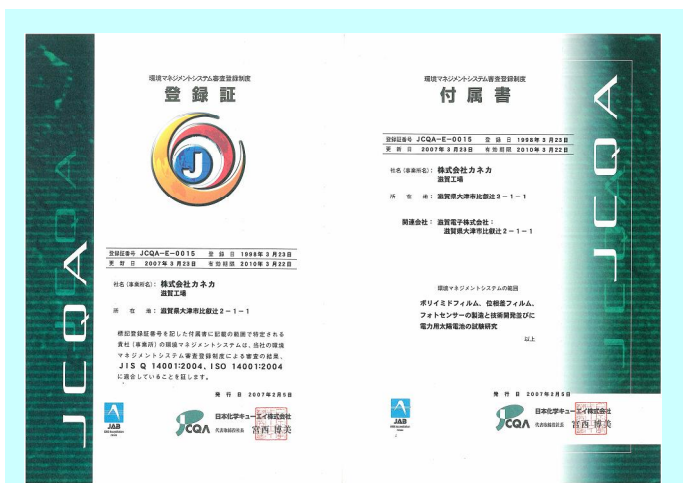 環境マネジメントシステム審査登録制度
登録証
J
登録証番号 JCQA-E-0015 登録日 1998年3月23日
更新日 2007年3月23日 有効期限 2010年3月22日
社名(事業所名): 株式会社カネカ
滋賀工場
所在地: 滋賀県大津市比叡辻2-1-1
標記登録証番号を記した付属書に記載の範囲で特定される
貴社(事業所)の環境マネジメントシステムは、当社の環境
マネジメントシステム審査登録制度による審査の結果、
JIS Q 14001:2004、ISO 14001:2004
に適合していることを証します。
発行日 2007年2月5日
JAB
JCQA
日本化学キューエイ株式会社
代表取締役社長 宮西博美
JCQA
環境マネジメントシステム審査登録制度
付属書
登録証番号 JCQA-E-0015 登録日 1998年3月23日
更新日 2007年3月23日 有効期限 2010年3月22日
社名(事業所名): 株式会社カネカ
滋賀工場
所在地: 滋賀県大津市比叡辻2-1-1
関連会社: 滋賀電子株式会社:
滋賀県大津市比叡辻2-1-1
環境マネジメントシステムの範囲
ポリイミドフィルム、位相差フィルム、
フォトセンサーの製造と技術開発並びに
電力用太陽電池の試験研究
以上
発行日 2007年2月5日
JAB
JCQA
日本化学キューエイ株式会社
代表取締役社長 宮西博美
JCQA